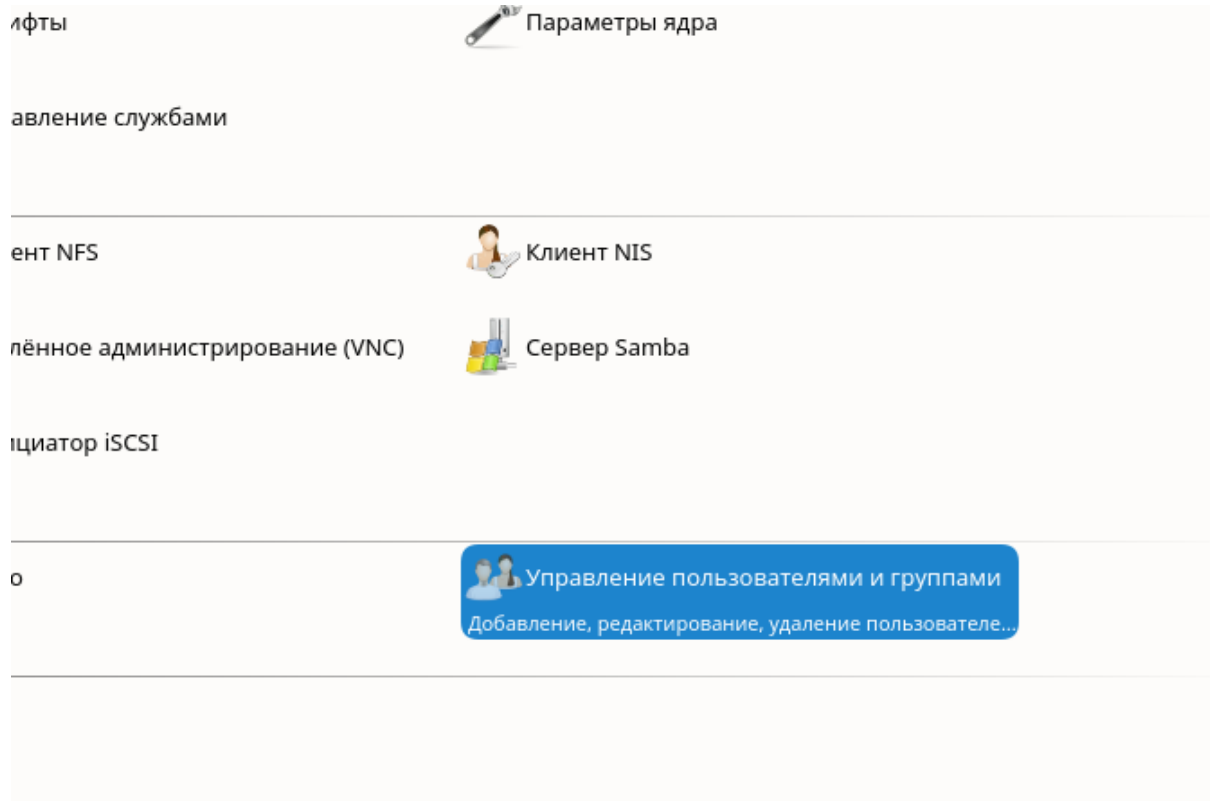 ифты
Параметры ядра
авление службами
ент NFS
Клиент NIS
лённое администрирование (VNC)
Сервер Samba
циатор iSCSI
о
Управление пользователями и группами
Добавление, редактирование, удаление пользователе...